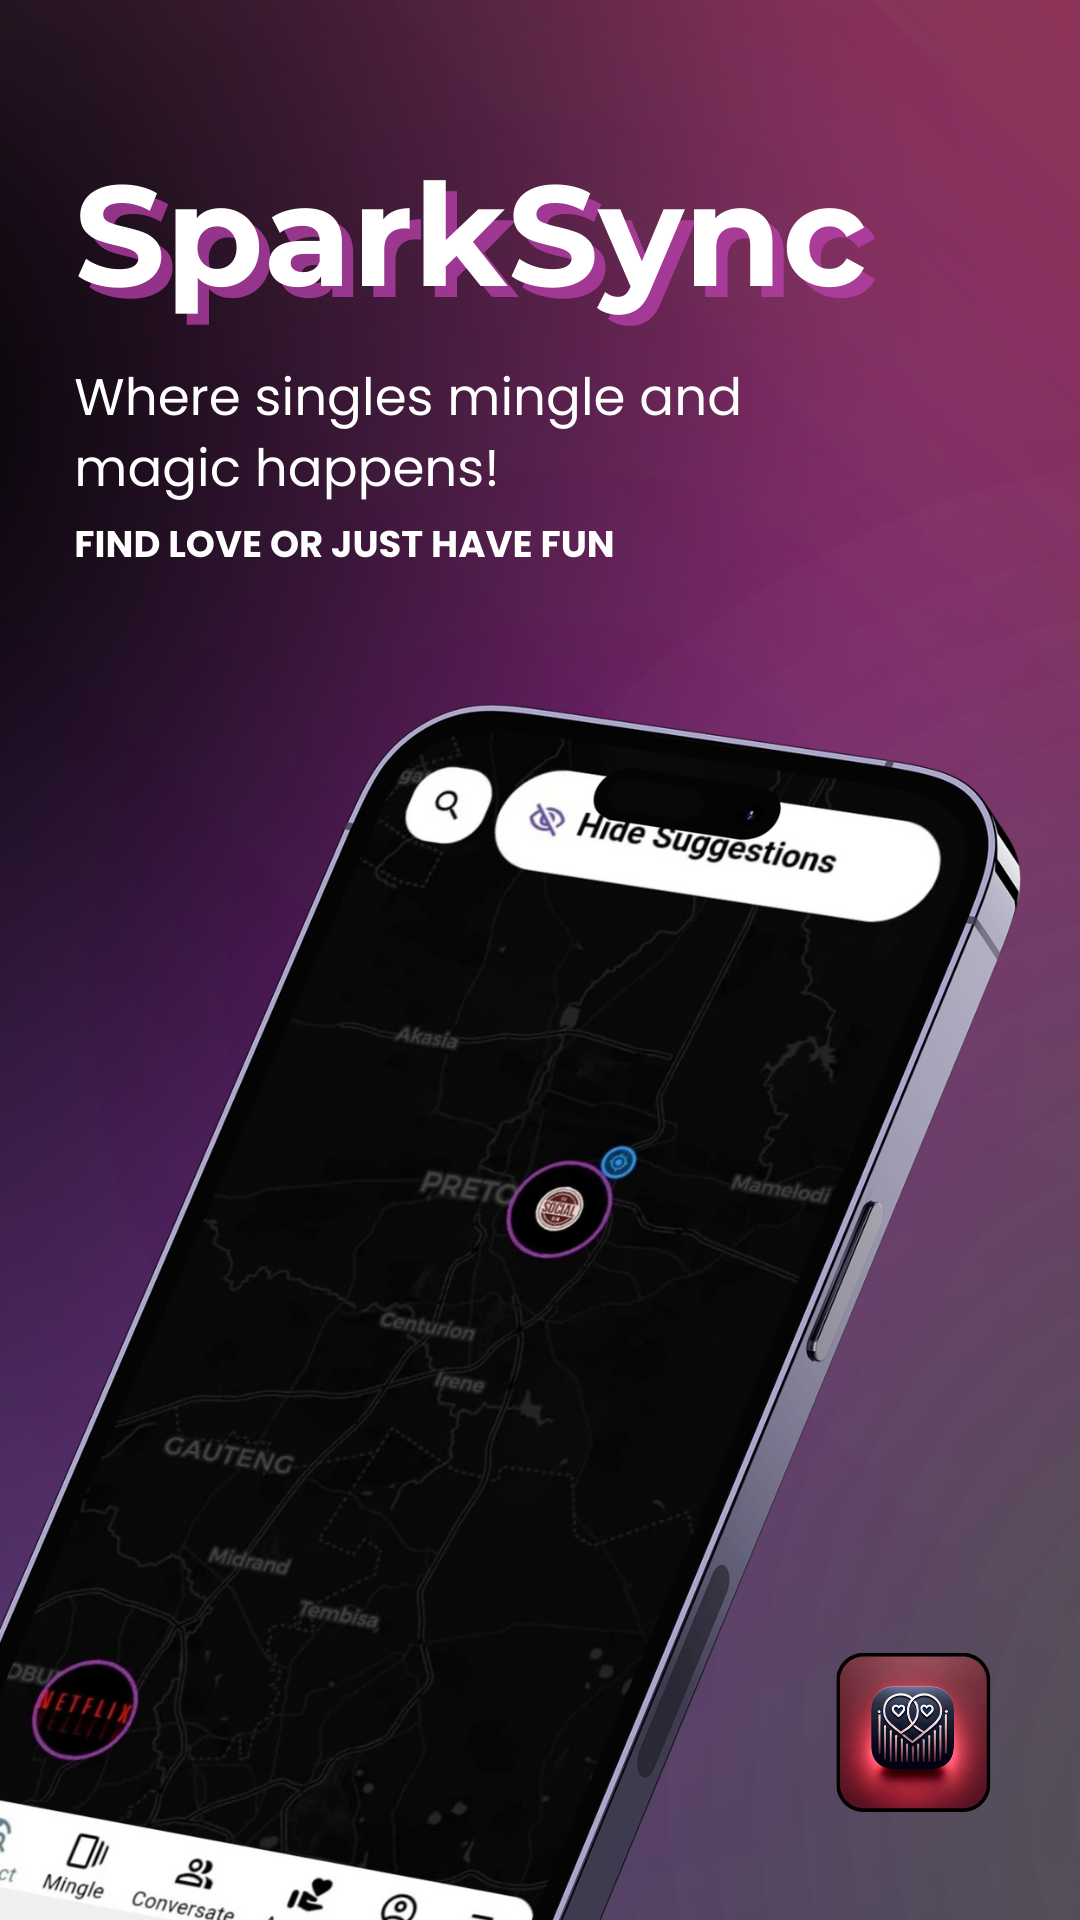 SparkSync
Where singles mingle and
magic happens!
FIND LOVE OR JUST HAVE FUN
Hide Suggestions
Akasia
PRETO
SOCIAL
Mamelodi
Centurion
Irene
GAUTENG
Midrand
Tembisa
OBU
NETFLIX
ct
Mingle
Conversate